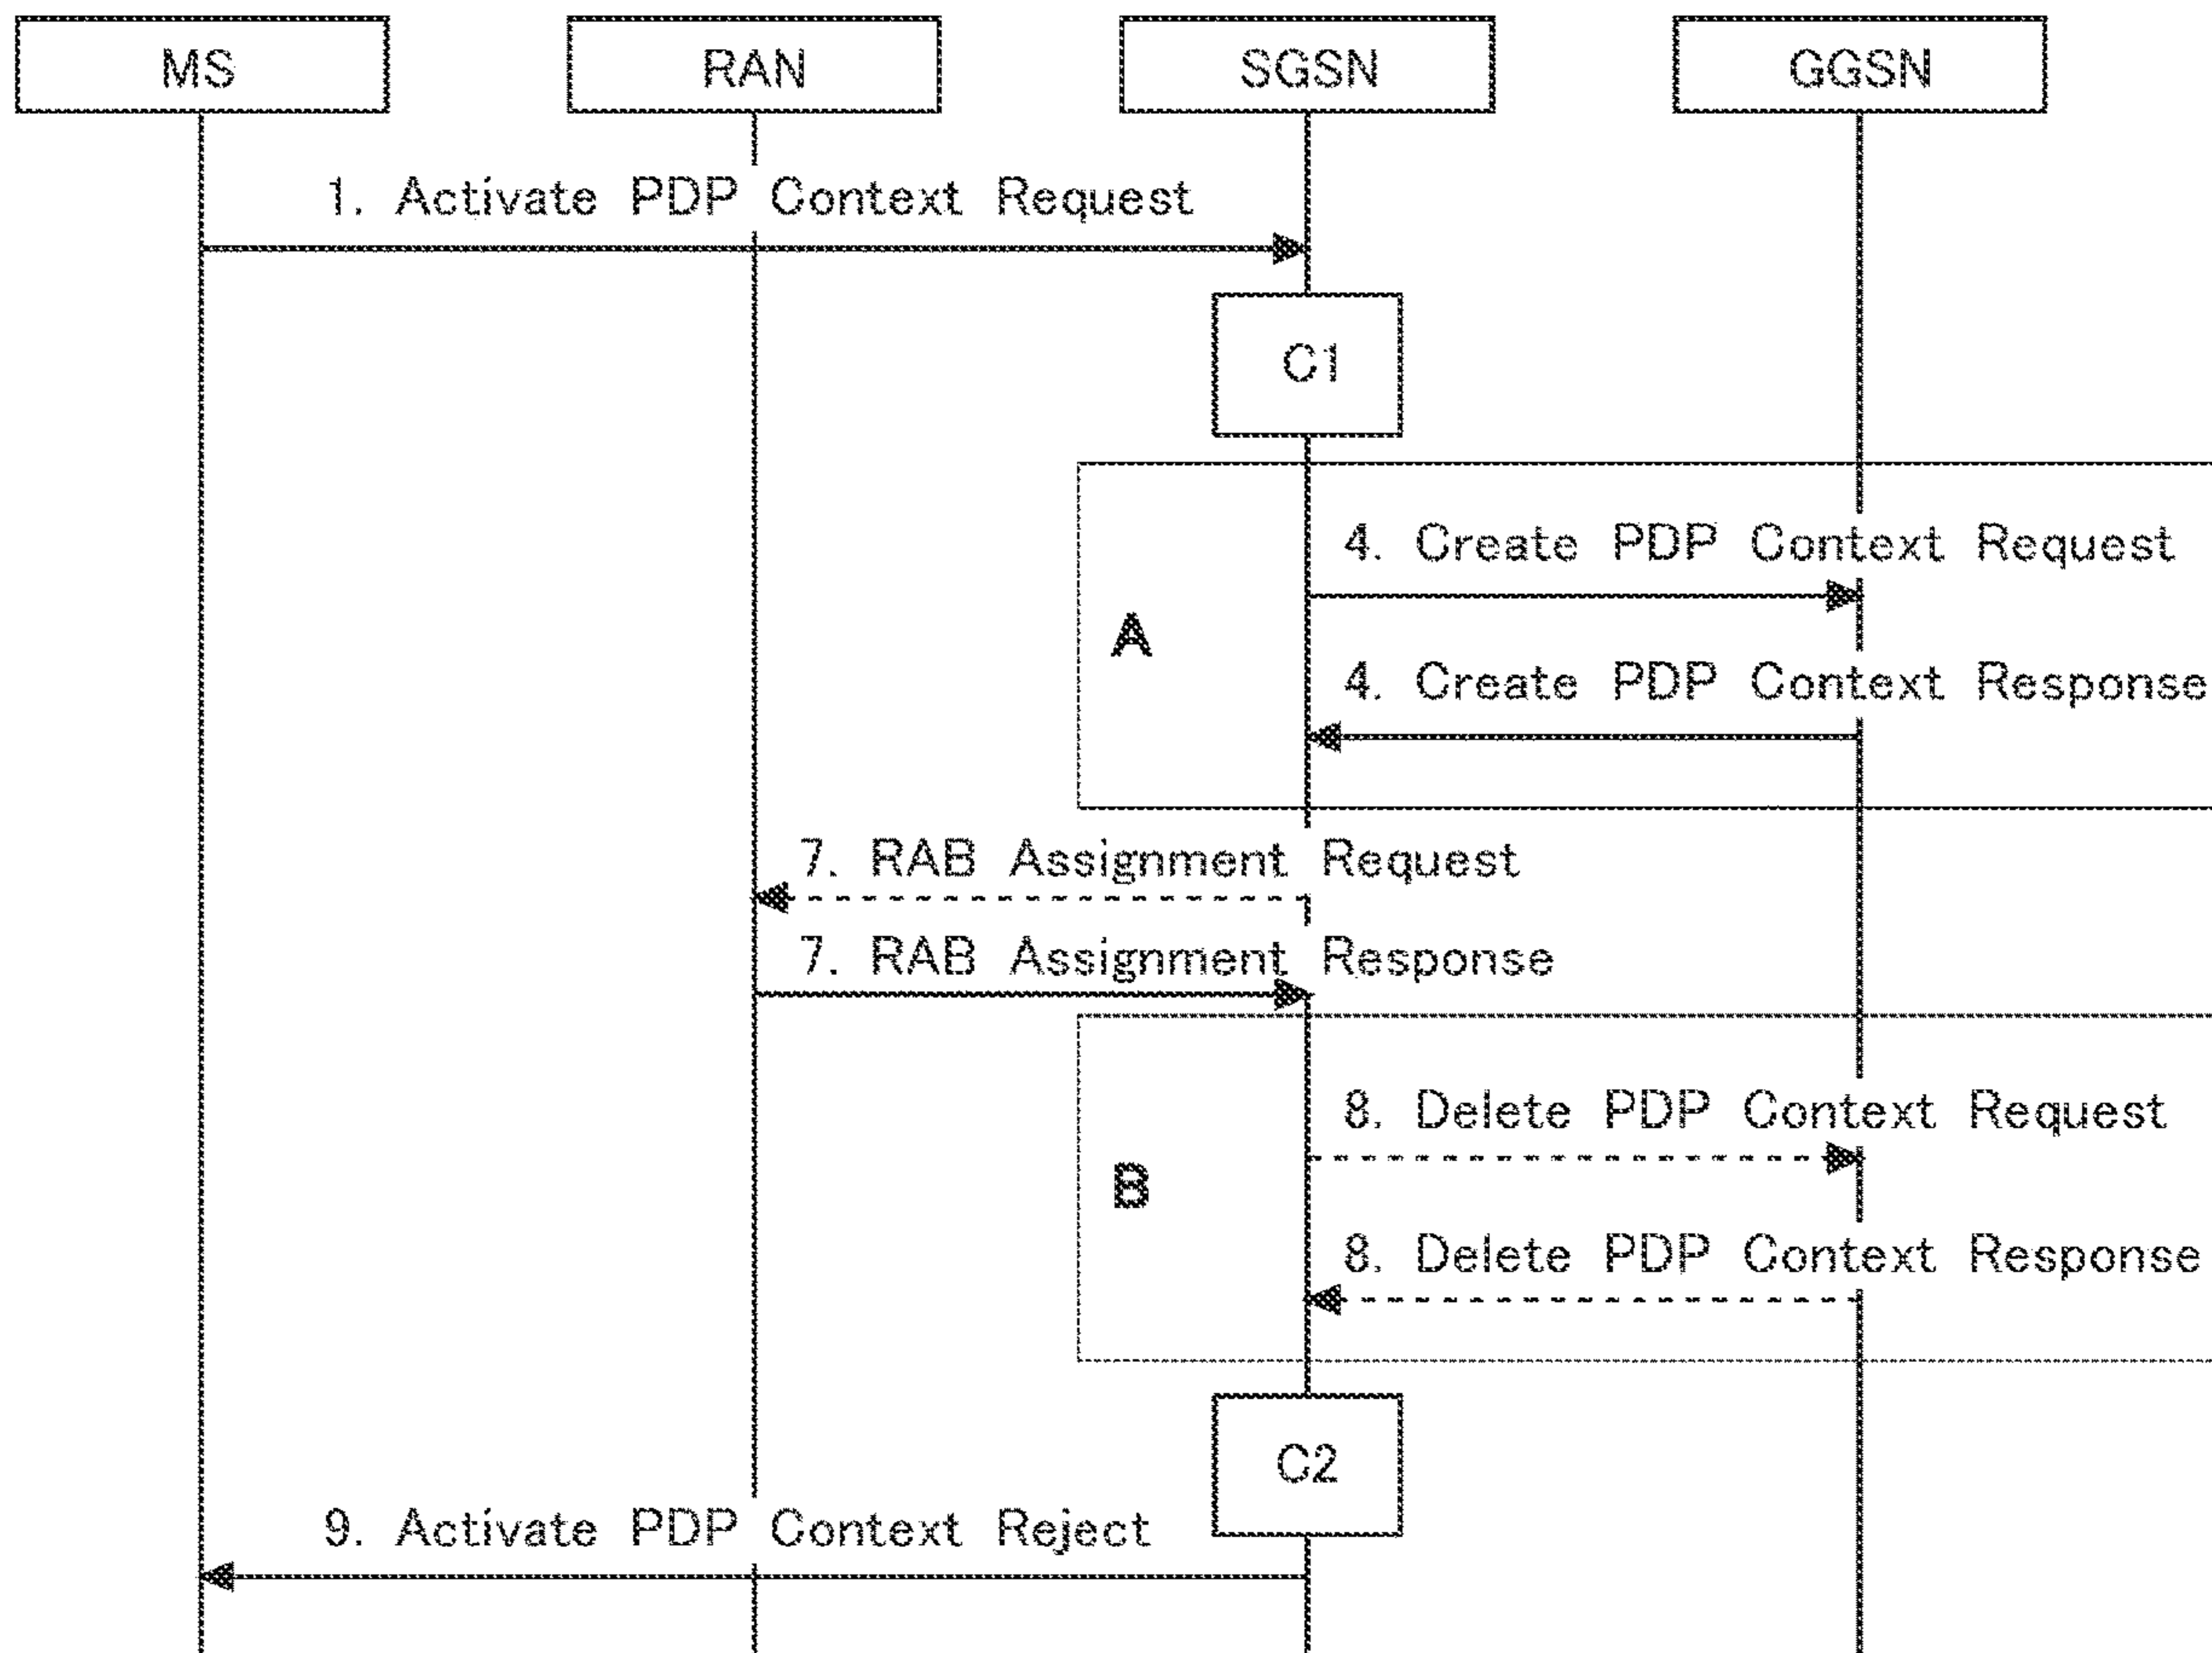 MS
RAN
SGSN
GGSN
1. Activate PDP Context Request
C1
4. Create PDP Context Request
A
4. Create PDP Context Response
7. RAB Assignment Request
7. RAB Assignment Response
8. Delete PDP Context Request
B
8. Delete PDP Context Response
C2
9. Activate PDP Context Reject